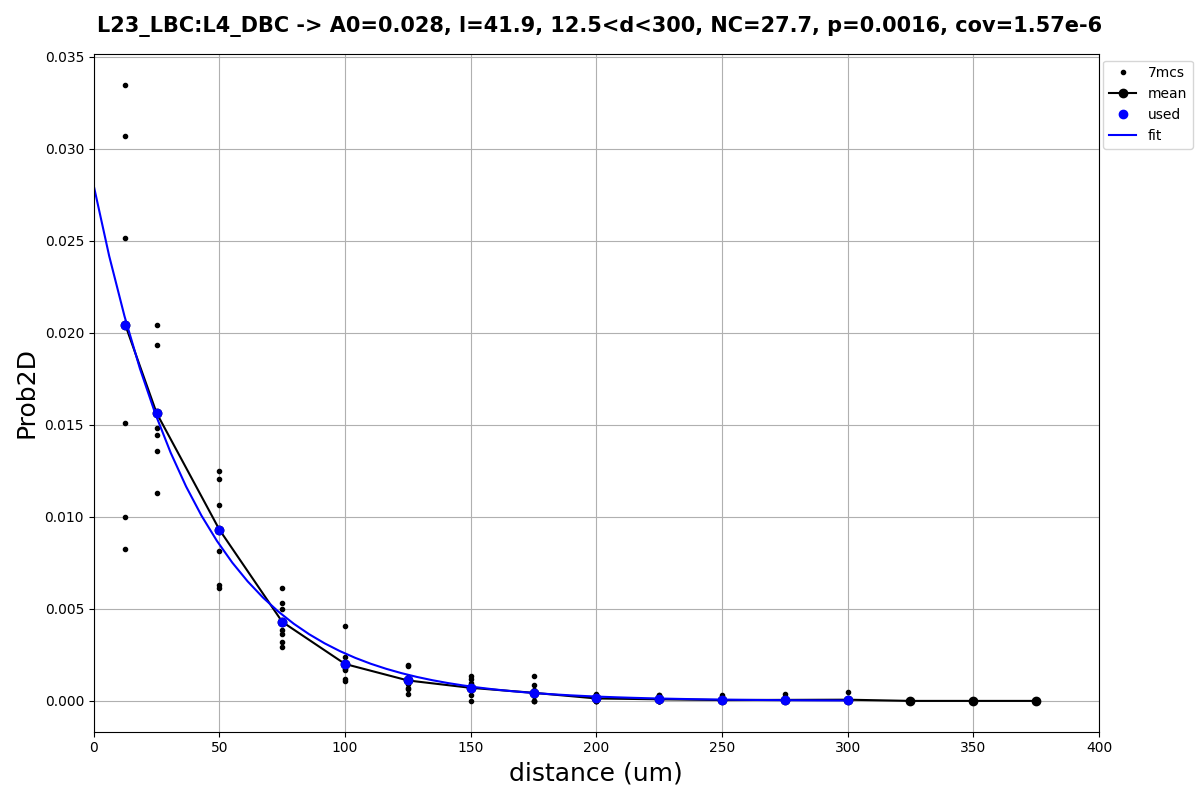 L23_LBC:L4_DBC -> A0=0.028, l=41.9, 12.5<d<300, NC=27.7, p=0.0016, cov=1.57e-6
7mcs
mean
used
fit
Prob2D
0.035
0.030
0.025
0.020
0.015
0.010
0.005
0.000
0 50 100 150 200 250 300 350 400
distance (um)